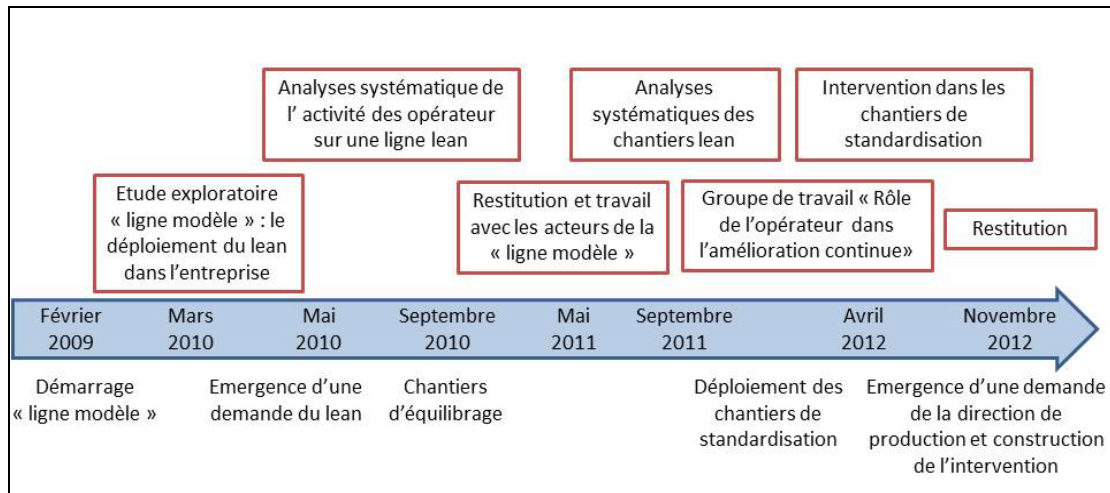 Analyses systématique de
l’ activité des opérateur
sur une ligne lean
Analyses
systématiques des
chantiers lean
Intervention dans les
chantiers de
standardisation
Etude exploratoire
« ligne modèle » : le
déploiement du lean
dans l’entreprise
Restitution et travail
avec les acteurs de la
« ligne modèle »
Groupe de travail « Rôle
de l’opérateur dans
l’amélioration continue»
Restitution
Février
2009
Mars
2010
Mai
2010
Septembre
2010
Mai
2011
Septembre
2011
Avril
2012
Novembre
2012
Démarrage
« ligne modèle »
Emergence d’une
demande du lean
Chantiers
d’équilibrage
Déploiement des
chantiers de
standardisation
Emergence d’une demande
de la direction de
production et construction
de l’intervention